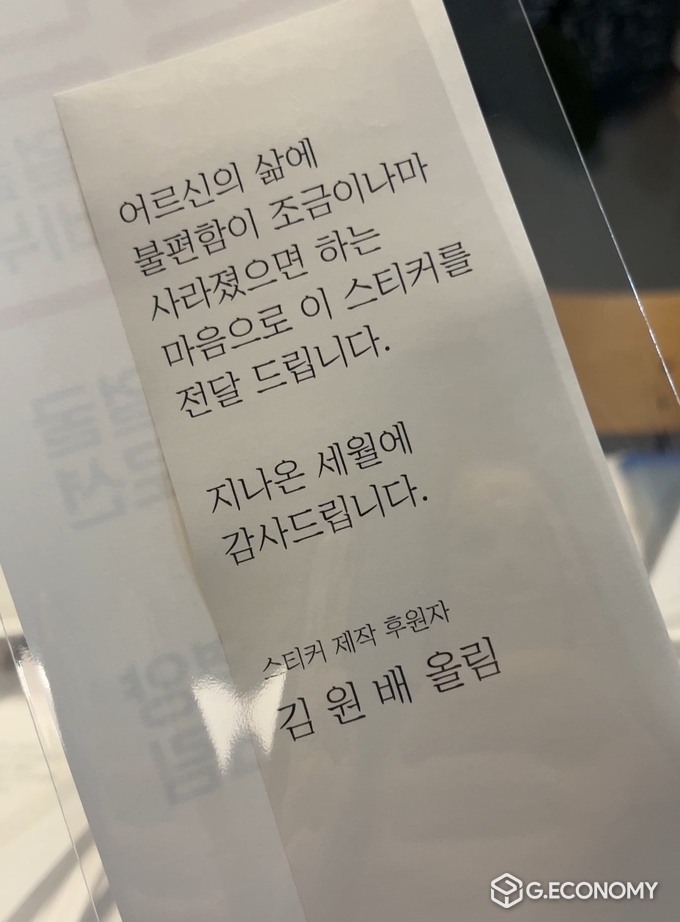 어르신의 삶에
불편함이 조금이나마
사라졌으면 하는
마음으로 이 스티커를
전달 드립니다.
지나온 세월에
감사드립니다.
스티커 제작 후원자
김 원 배 올림
G.ECONOMY